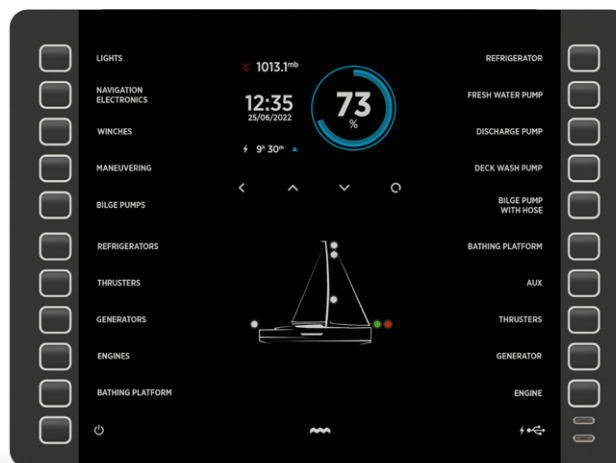 LIGHTS
NAVIGATION
ELECTRONICS
WINCHES
MANEUVERING
BILGE PUMPS
REFRIGERATORS
THRUSTERS
GENERATORS
ENGINES
BATHING PLATFORM
1013.1mb
12:35
25/06/2022
9h 30m
73
%
REFRIGERATOR
FRESH WATER PUMP
DISCHARGE PUMP
DECK WASH PUMP
BILGE PUMP
WITH HOSE
BATHING PLATFORM
AUX
THRUSTERS
GENERATOR
ENGINE